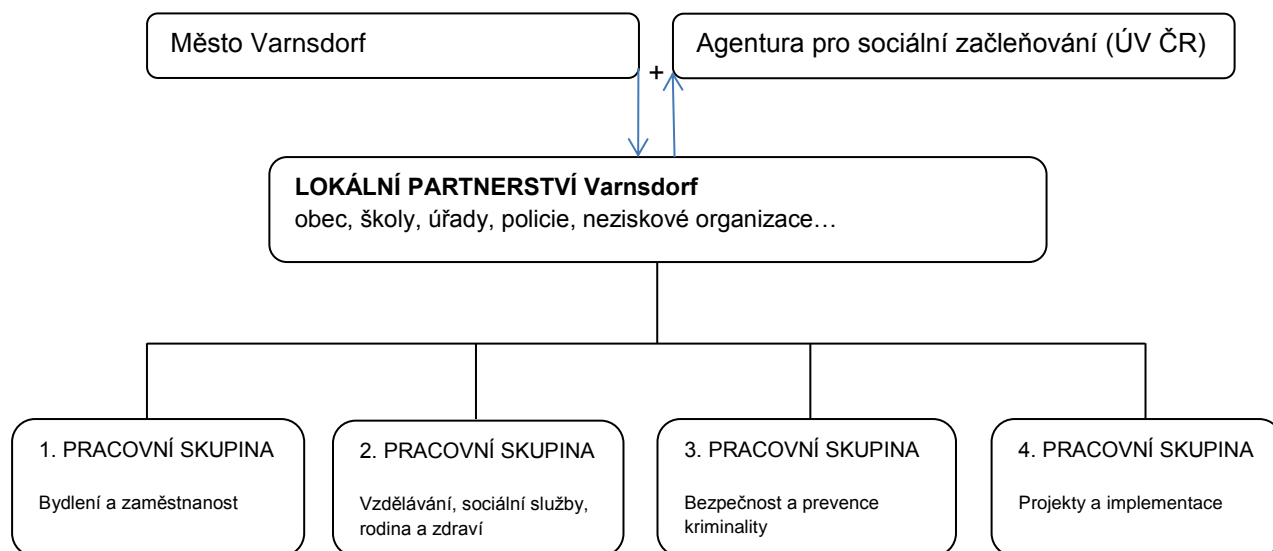 Město Varnsdorf
+
Agentura pro sociální začleňování (ÚV ČR)
LOKÁLNÍ PARTNERSTVÍ Varnsdorf
obec, školy, úřady, policie, neziskové organizace…
1. PRACOVNÍ SKUPINA
Bydlení a zaměstnanost
2. PRACOVNÍ SKUPINA
Vzdělávání, sociální služby,
rodina a zdraví
3. PRACOVNÍ SKUPINA
Bezpečnost a prevence
kriminality
4. PRACOVNÍ SKUPINA
Projekty a implementace